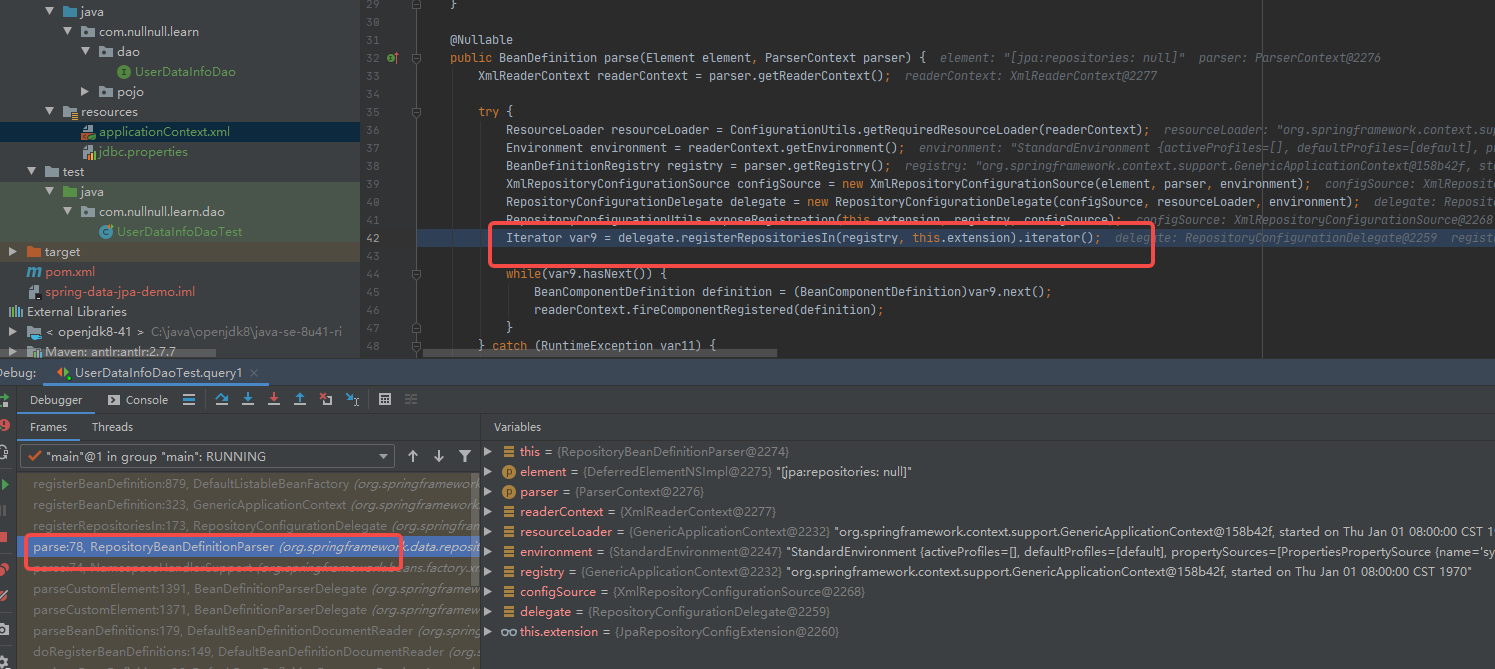 java
com.nullnull.learn
dao
UserDataInfoDao
pojo
resources
applicationContext.xml
jdbc.properties
test
java
com.nullnull.learn.dao
UserDataInfoDaoTest
target
pom.xml
spring-data-jpa-demo.iml
External Libraries
< openjdk8-41 > C:\java\openjdk8\java-se-8u41-ri
Maven: antlr:antlr:2.7.7
29 }
30
31 @Nullable
32 public BeanDefinition parse(Element element, ParserContext parser) { element: "[jpa:repositories: null]" parser: ParserContext@2276
33 XmlReaderContext readerContext = parser.getReaderContext(); readerContext: XmlReaderContext@2277
34
35 try {
36 ResourceLoader resourceLoader = ConfigurationUtils.getRequiredResourceLoader(readerContext); resourceLoader: "org.springframework.context.sup
37 Environment environment = readerContext.getEnvironment(); environment: "StandardEnvironment {activeProfiles=[], defaultProfiles=[default], p
38 BeanDefinitionRegistry registry = parser.getRegistry(); registry: "org.springframework.context.support.GenericApplicationContext@158b42f, st
39 XmlRepositoryConfigurationSource configSource = new XmlRepositoryConfigurationSource(element, parser, environment); configSource: XmlReposit
40 RepositoryConfigurationDelegate delegate = new RepositoryConfigurationDelegate(configSource, resourceLoader, environment); delegate: Reposit
41 RepositoryConfigurationUtils.exposeRegistration(this.extension, registry, configSource); configSource: XmlRepositoryConfigurationSource@2268
42 Iterator var9 = delegate.registerRepositoriesIn(registry, this.extension).iterator(); delegate: RepositoryConfigurationDelegate@2259 regist
43
44 while(var9.hasNext()) {
45 BeanComponentDefinition definition = (BeanComponentDefinition)var9.next();
46 readerContext.fireComponentRegistered(definition);
47 }
48 } catch (RuntimeException var11) {
Debug: UserDataInfoDaoTest.query1
Debugger Console
Frames Threads
"main"@1 in group "main": RUNNING
registerBeanDefinition:879, DefaultListableBeanFactory (org.springframework
registerBeanDefinition:323, GenericApplicationContext (org.springframework
registerRepositoriesIn:173, RepositoryConfigurationDelegate (org.springfram
parse:78, RepositoryBeanDefinitionParser (org.springframework.data.reposit
parse:74, NamespaceHandlerSupport (org.springframework.beans.factory.xm
parseCustomElement:1391, BeanDefinitionParserDelegate (org.springframew
parseCustomElement:1371, BeanDefinitionParserDelegate (org.springframew
parseBeanDefinitions:179, DefaultBeanDefinitionDocumentReader (org.spring
doRegisterBeanDefinitions:149, DefaultBeanDefinitionDocumentReader (org.s
Variables
this = {RepositoryBeanDefinitionParser@2274}
element = {DeferredElementNSImpl@2275} "[jpa:repositories: null]"
parser = {ParserContext@2276}
readerContext = {XmlReaderContext@2277}
resourceLoader = {GenericApplicationContext@2232} "org.springframework.context.support.GenericApplicationContext@158b42f, started on Thu Jan 01 08:00:00 CST 19
environment = {StandardEnvironment@2247} "StandardEnvironment {activeProfiles=[], defaultProfiles=[default], propertySources=[PropertiesPropertySource {name='sy
registry = {GenericApplicationContext@2232} "org.springframework.context.support.GenericApplicationContext@158b42f, started on Thu Jan 01 08:00:00 CST 1970"
configSource = {XmlRepositoryConfigurationSource@2268}
delegate = {RepositoryConfigurationDelegate@2259}
this.extension = {JpaRepositoryConfigExtension@2260}